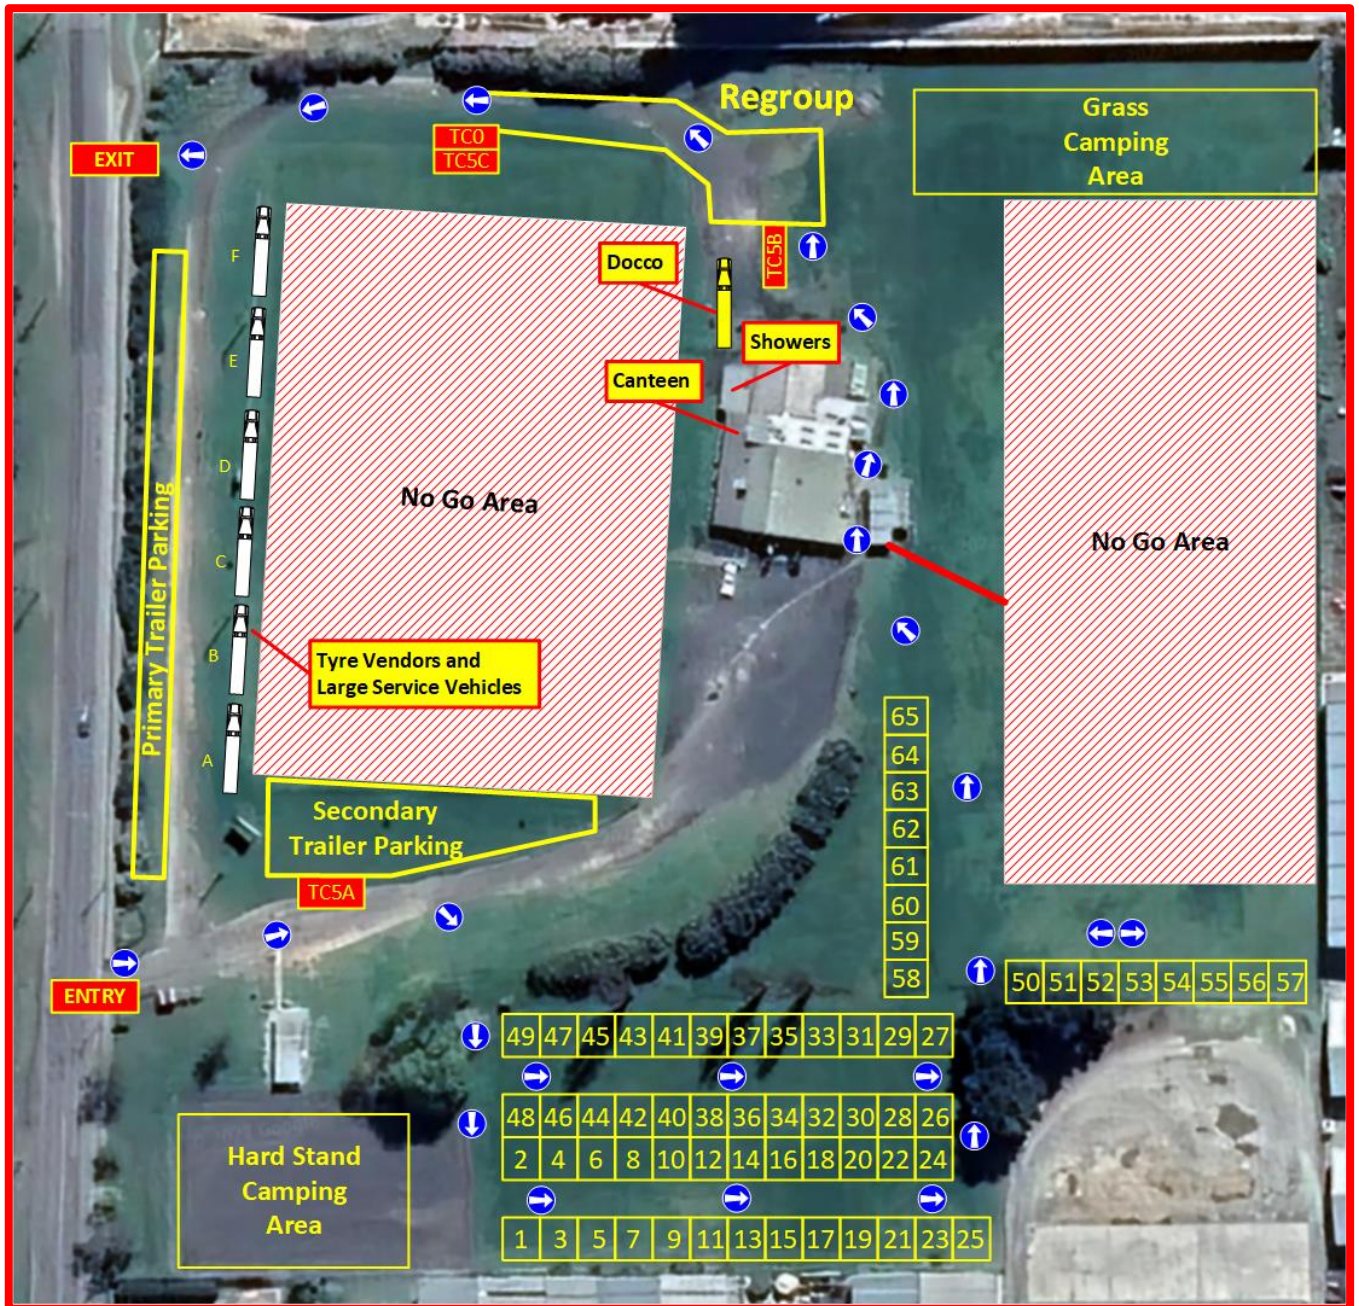 Regroup
Grass
Camping
Area
TC0
TC5C
EXIT
F
Docco
TC5B
Showers
E
Canteen
D
No Go Area
No Go Area
Primary Trailer Parking
C
B
Tyre Vendors and
Large Service Vehicles
A
65
64
63
62
61
60
59
58
Secondary
Trailer Parking
TC5A
ENTRY
50 51 52 53 54 55 56 57
49 47 45 43 41 39 37 35 33 31 29 27
48 46 44 42 40 38 36 34 32 30 28 26
2 4 6 8 10 12 14 16 18 20 22 24
Hard Stand
Camping
Area
1 3 5 7 9 11 13 15 17 19 21 23 25